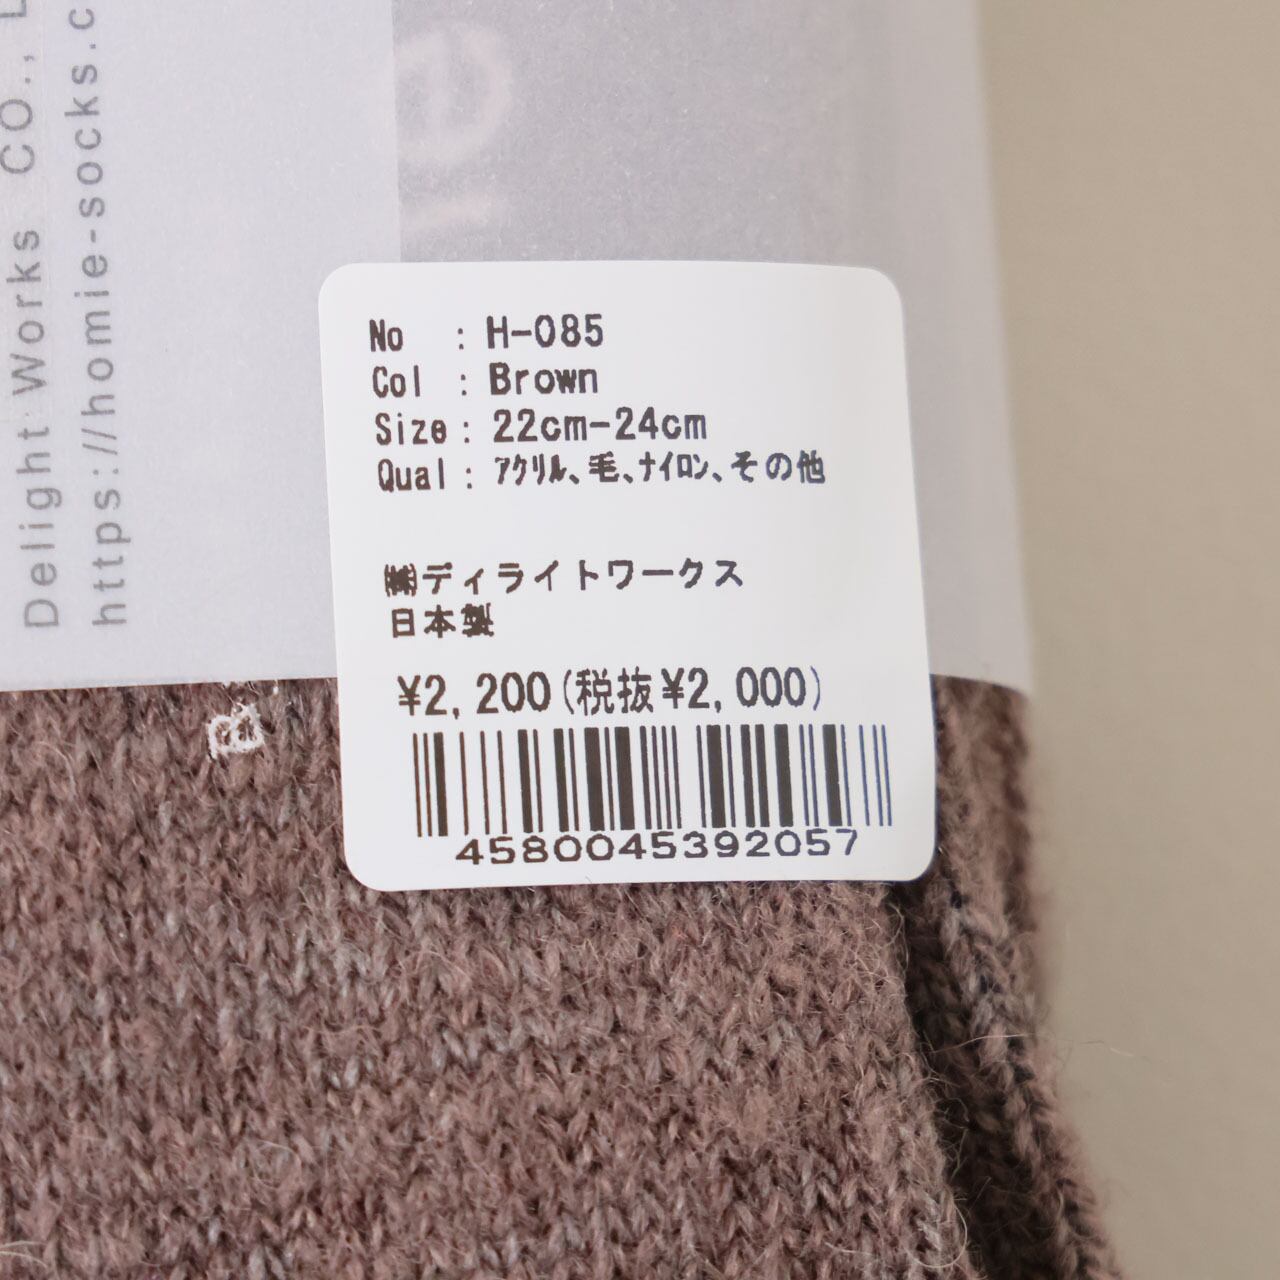 Delight Works CO., L
https://homie-socks.c
No : H-085
Col : Brown
Size : 22cm-24cm
Qual : ｱｸﾘﾙ､毛､ﾅｲﾛﾝ､その他
㈱ディライトワークス
日本製
¥2,200(税抜¥2,000)
4580045392057